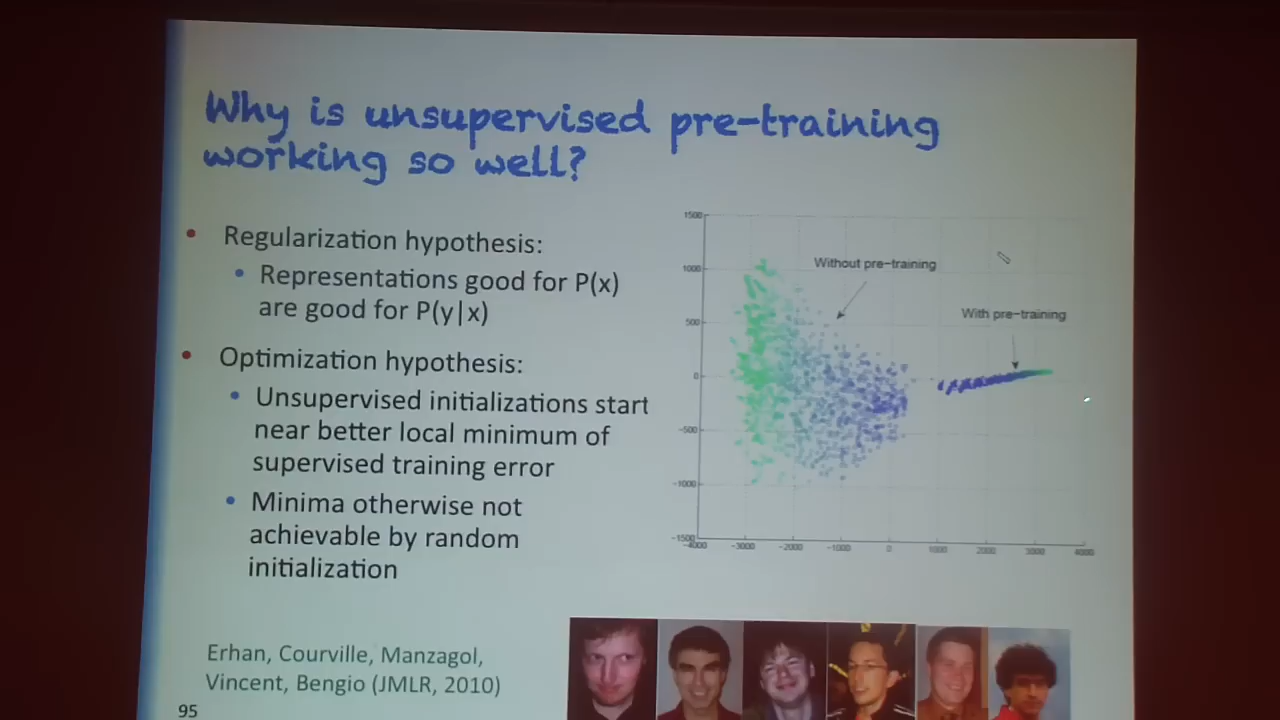 Why is unsupervised pre-training
working so well?
• Regularization hypothesis:
• Representations good for P(x)
are good for P(y|x)
• Optimization hypothesis:
• Unsupervised initializations start
near better local minimum of
supervised training error
• Minima otherwise not
achievable by random
initialization
1500
1000
500
0
-500
-1000
-1500
-4000 -3000 -2000 -1000 0 1000 2000 3000 4000
Without pre-training
With pre-training
Erhan, Courville, Manzagol,
Vincent, Bengio (JMLR, 2010)
95